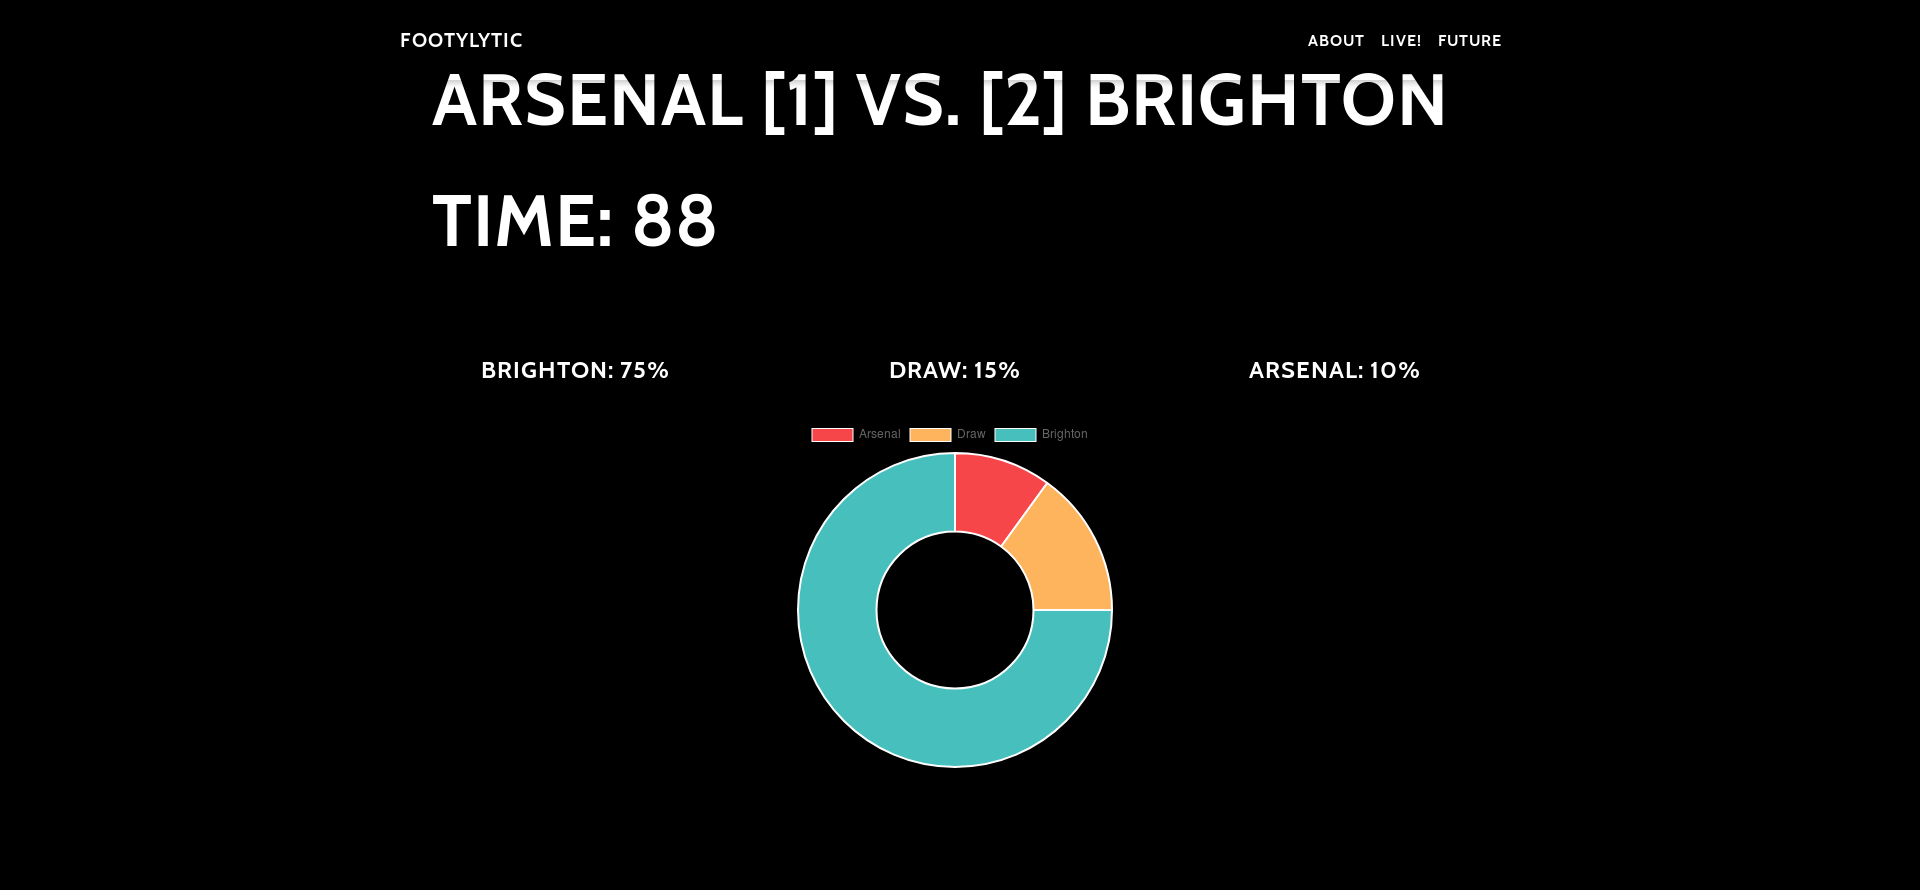 FOOTYLYTIC
ABOUT LIVE! FUTURE
ARSENAL [1] VS. [2] BRIGHTON
TIME: 88
BRIGHTON: 75%
DRAW: 15%
ARSENAL: 10%
Arsenal Draw Brighton